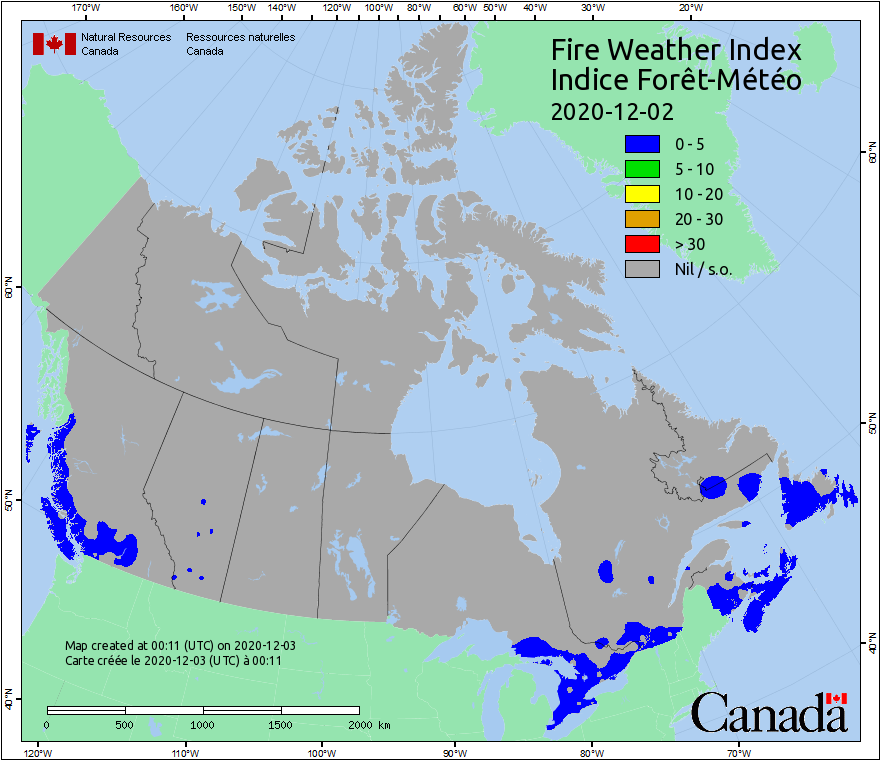 170°W 160°W 150°W 140°W 130°W 120°W 110°W 100°W 90°W 80°W 60°W 50°W 40°W 30°W 20°W
Natural Resources Ressources naturelles
Canada Canada
Fire Weather Index
Indice Forêt-Météo
2020-12-02
0 - 5
5 - 10
10 - 20
20 - 30
> 30
Nil / s.o.
60°N
60°N
50°N
50°N
40°N
40°N
Map created at 00:11 (UTC) on 2020-12-03
Carte créée le 2020-12-03 (UTC) à 00:11
0 500 1000 1500 2000 km
Canada
120°W 110°W 100°W 90°W 80°W 70°W